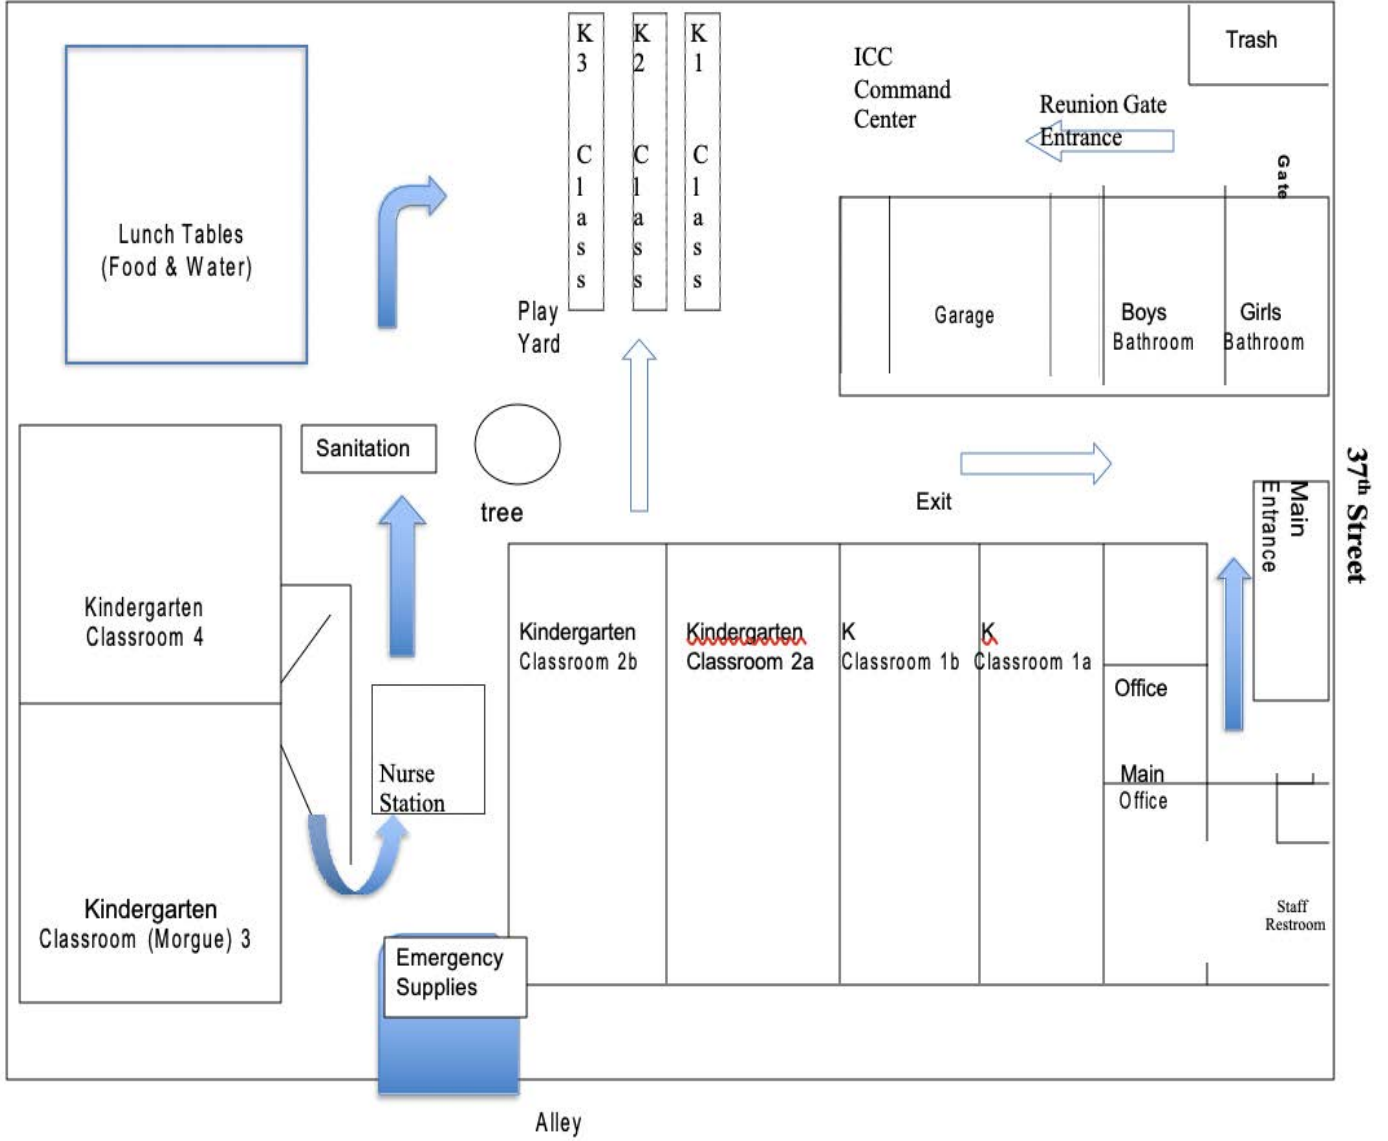 K
3
C
l
a
s
s
K
2
C
l
a
s
s
K
1
C
l
a
s
s
ICC
Command
Center
Trash
Reunion Gate
Entrance
Gate
Lunch Tables
(Food & Water)
Play
Yard
Garage
Boys
Bathroom
Girls
Bathroom
Sanitation
tree
Exit
Main
Entrance
37th Street
Kindergarten
Classroom 4
Kindergarten
Classroom 2b
Kindergarten
Classroom 2a
K
Classroom 1b
K
Classroom 1a
Office
Main
Office
Nurse
Station
Kindergarten
Classroom (Morgue) 3
Staff
Restroom
Emergency
Supplies
Alley